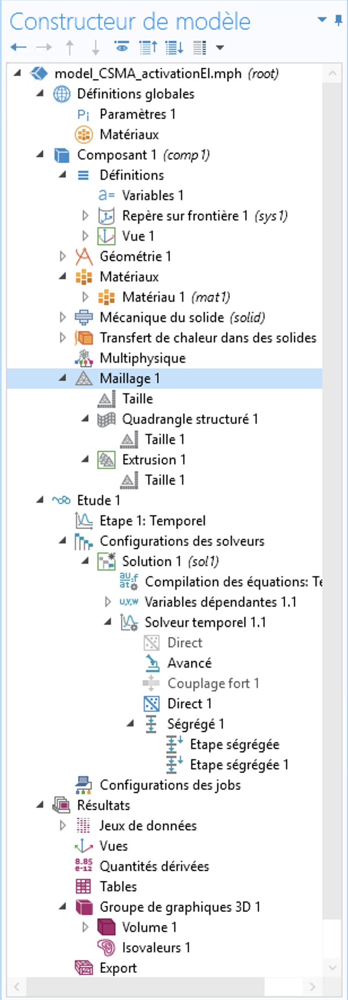 Constructeur de modèle
model_CSMA_activationEl.mph (root)
Définitions globales
Pi Paramètres 1
Matériaux
Composant 1 (comp1)
Définitions
a= Variables 1
Repère sur frontière 1 (sys1)
Vue 1
Géométrie 1
Matériaux
Matériau 1 (mat1)
Mécanique du solide (solid)
Transfert de chaleur dans des solides
Multiphysique
Maillage 1
Taille
Quadrangle structuré 1
Taille 1
Extrusion 1
Taille 1
Etude 1
Etape 1: Temporel
Configurations des solveurs
Solution 1 (sol1)
Compilation des équations: Te
u,v,w Variables dépendantes 1.1
Solveur temporel 1.1
Direct
Avancé
Couplage fort 1
Direct 1
Ségrégé 1
Etape ségrégée
Etape ségrégée 1
Configurations des jobs
Résultats
Jeux de données
Vues
8.85 e-12 Quantités dérivées
Tables
Groupe de graphiques 3D 1
Volume 1
Isovaleurs 1
Export